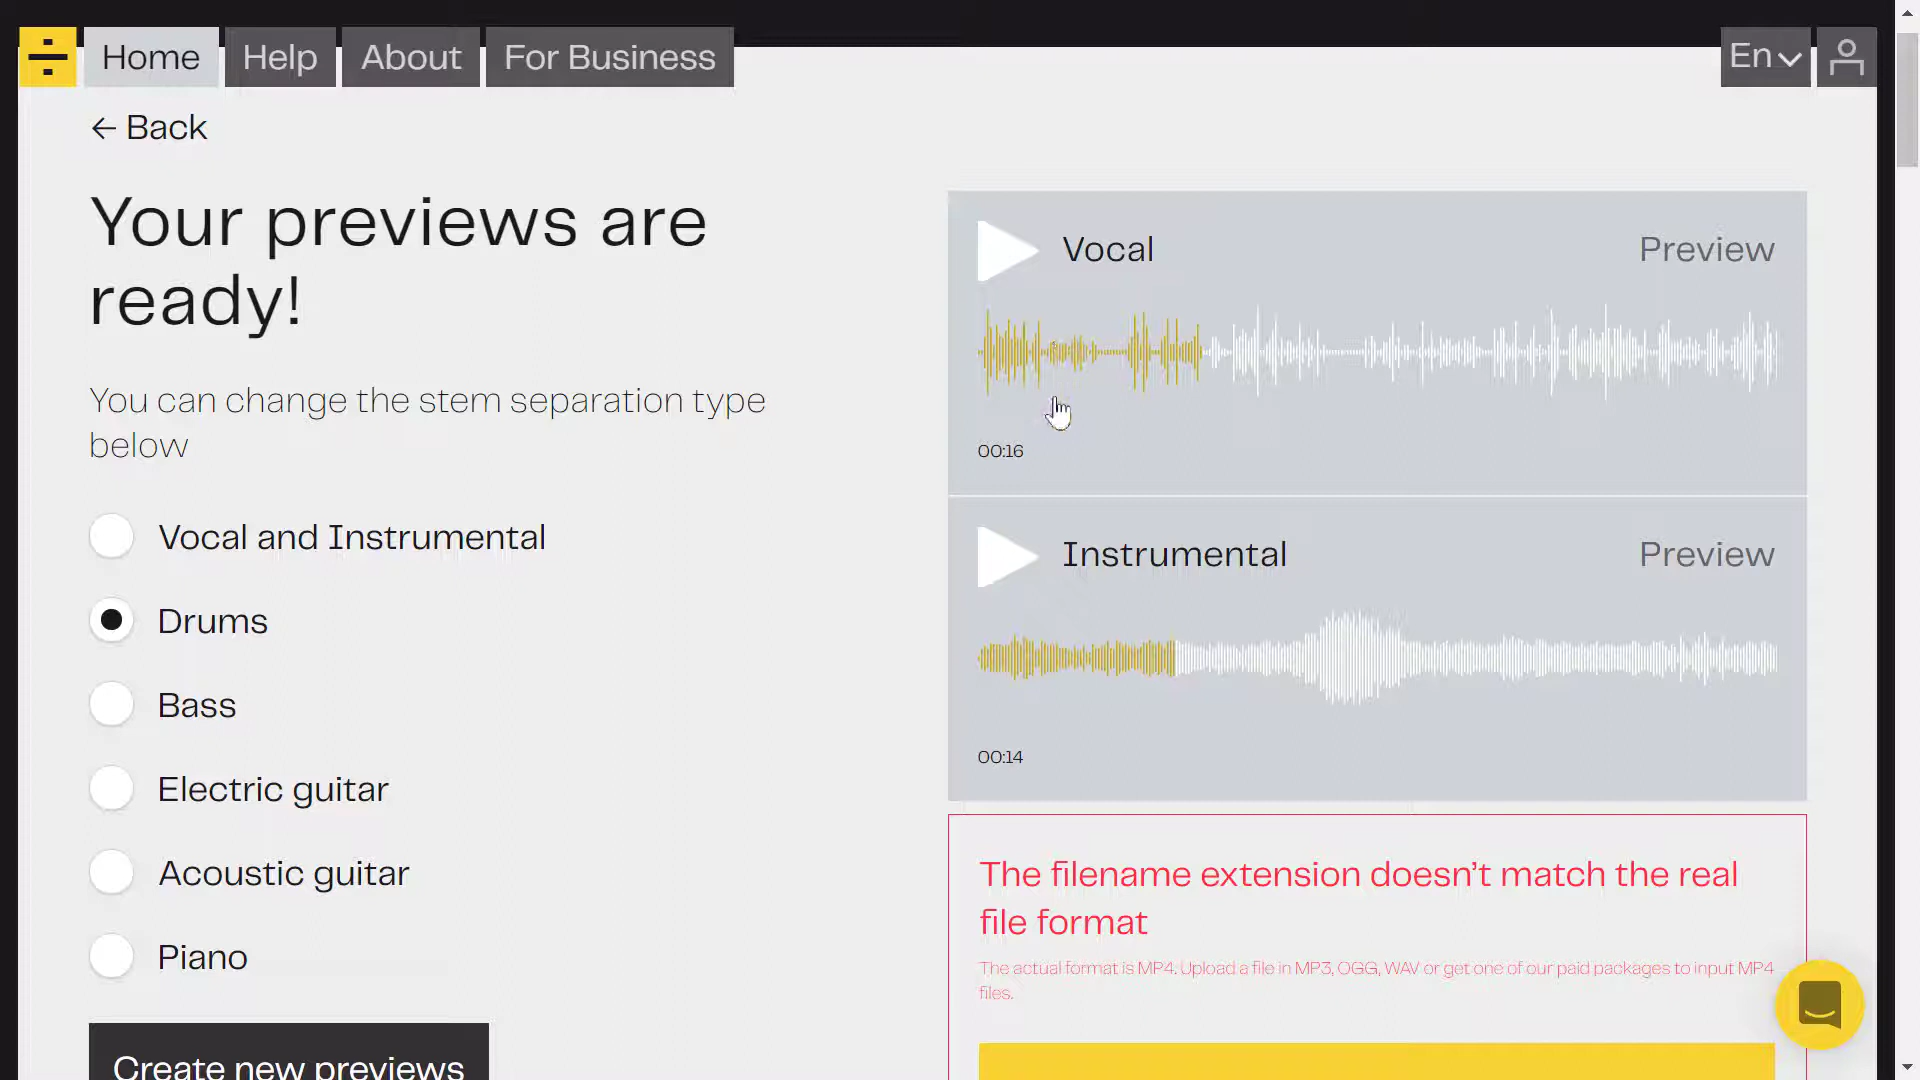 Home
Help
About
For Business
En
← Back
Your previews are
ready!
You can change the stem separation type
below
Vocal and Instrumental
Drums
Bass
Electric guitar
Acoustic guitar
Piano
Create new previews
Vocal
Preview
00:16
Instrumental
Preview
00:14
The filename extension doesn’t match the real
file format
The actual format is MP4. Upload a file in MP3, OGG, WAV or get one of our paid packages to input MP4
files.